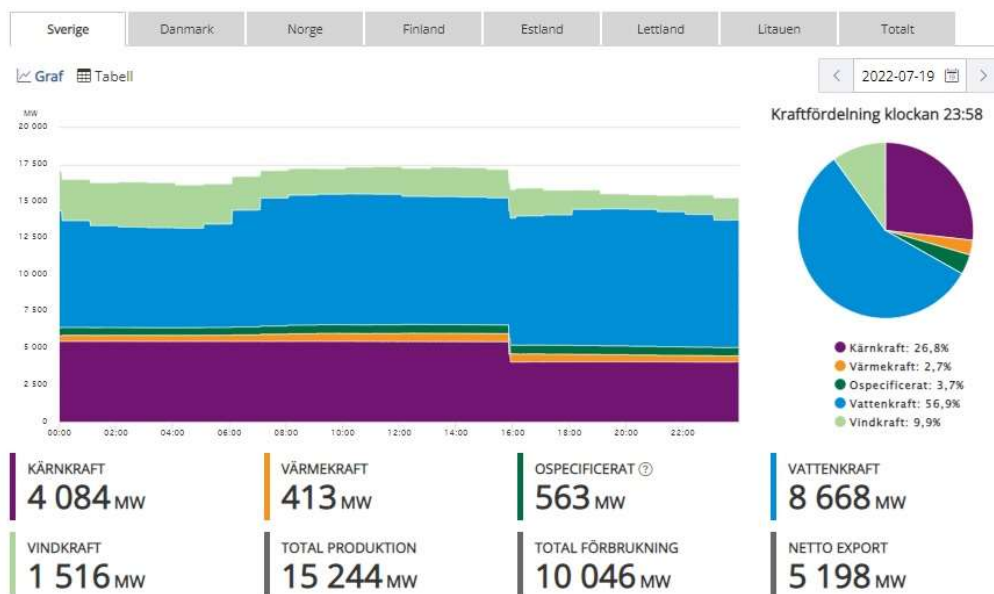 Sverige Danmark Norge Finland Estland Lettland Litauen Totalt
Graf Tabell
2022-07-19
Kraftfördelning klockan 23:58
MW
20 000
17 500
15 000
12 500
10 000
7 500
5 000
2 500
0
00:00 02:00 04:00 06:00 08:00 10:00 12:00 14:00 16:00 18:00 20:00 22:00
Kärnkraft: 26,8%
Värmekraft: 2,7%
Ospecificerat: 3,7%
Vattenkraft: 56,9%
Vindkraft: 9,9%
KÄRNKRAFT
4 084 MW
VÄRMEKRAFT
413 MW
OSPECIFICERAT ?
563 MW
VATTENKRAFT
8 668 MW
VINDKRAFT
1 516 MW
TOTAL PRODUKTION
15 244 MW
TOTAL FÖRBRUKNING
10 046 MW
NETTO EXPORT
5 198 MW